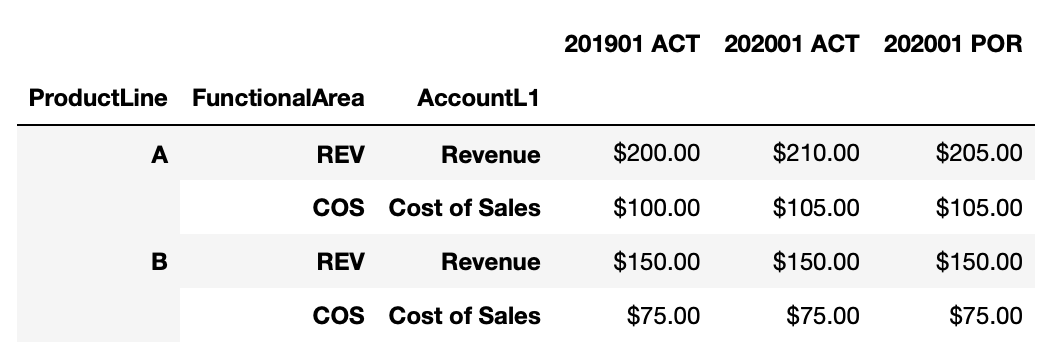 201901 ACT 202001 ACT 202001 POR
ProductLine FunctionalArea AccountL1
A REV Revenue $200.00 $210.00 $205.00
COS Cost of Sales $100.00 $105.00 $105.00
B REV Revenue $150.00 $150.00 $150.00
COS Cost of Sales $75.00 $75.00 $75.00